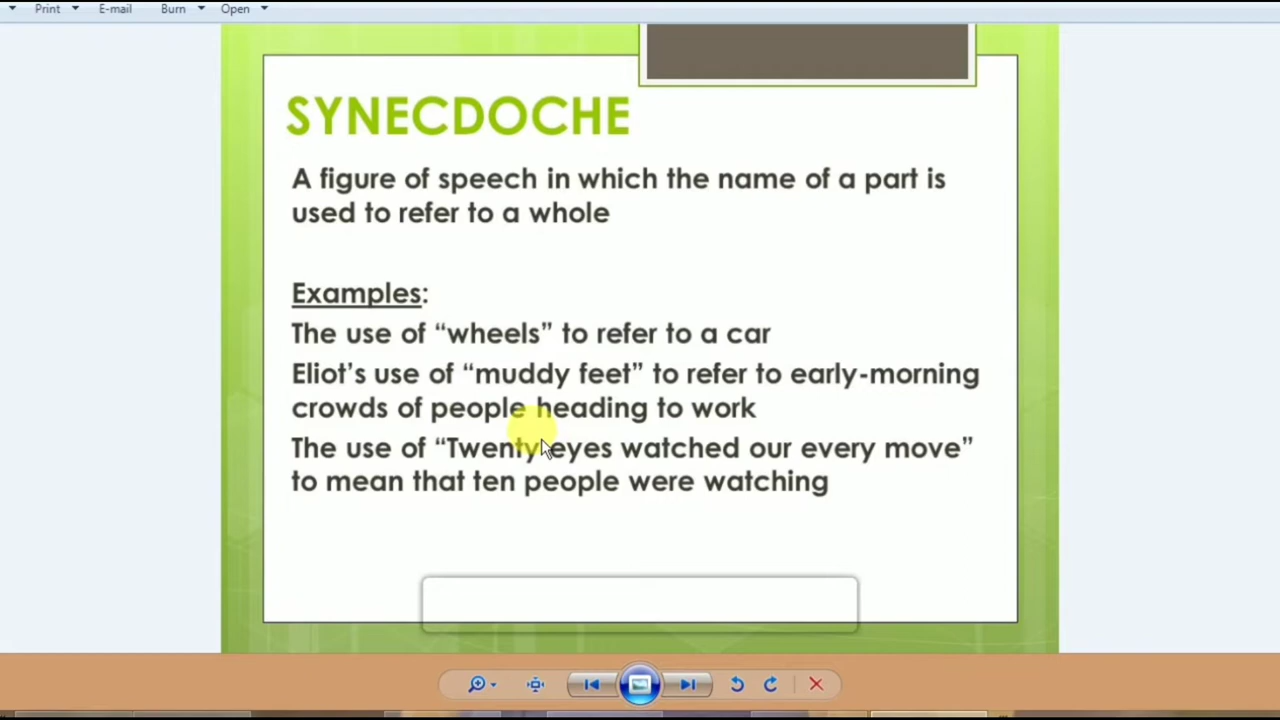 Print E-mail Burn Open
SYNECDOCHE
A figure of speech in which the name of a part is
used to refer to a whole
Examples:
The use of “wheels” to refer to a car
Eliot’s use of “muddy feet” to refer to early-morning
crowds of people heading to work
The use of “Twenty eyes watched our every move”
to mean that ten people were watching